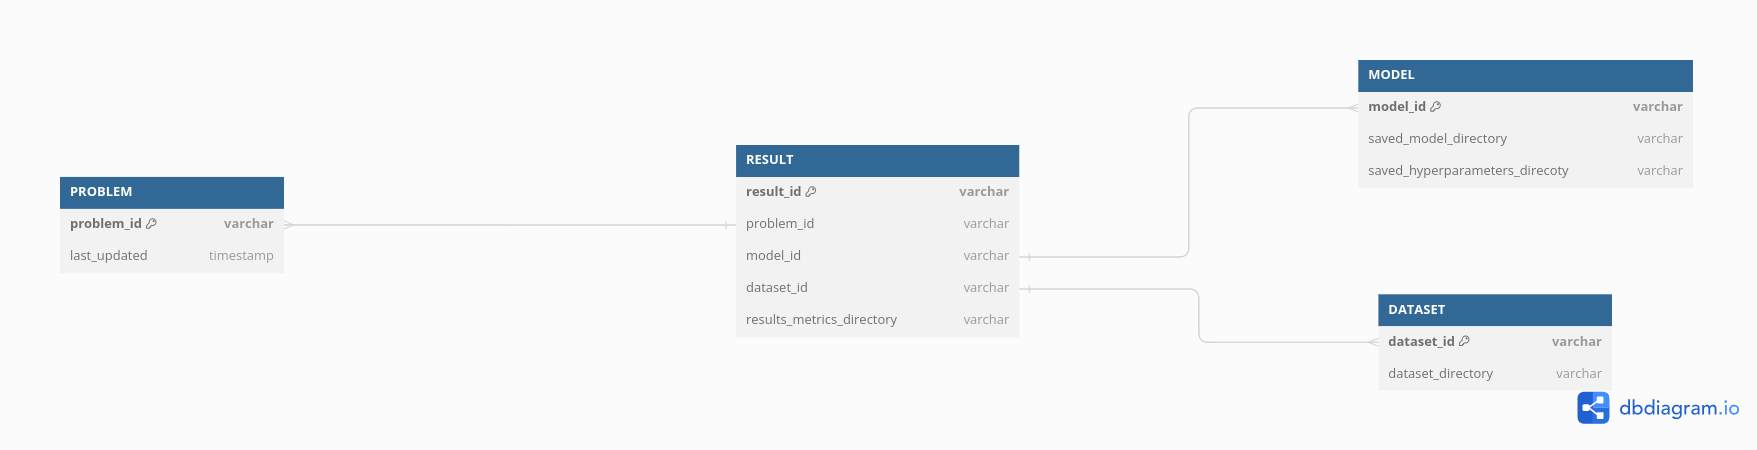 PROBLEM
problem_id varchar
last_updated timestamp
RESULT
result_id varchar
problem_id varchar
model_id varchar
dataset_id varchar
results_metrics_directory varchar
MODEL
model_id varchar
saved_model_directory varchar
saved_hyperparameters_direcoty varchar
DATASET
dataset_id varchar
dataset_directory varchar
dbdiagram.io